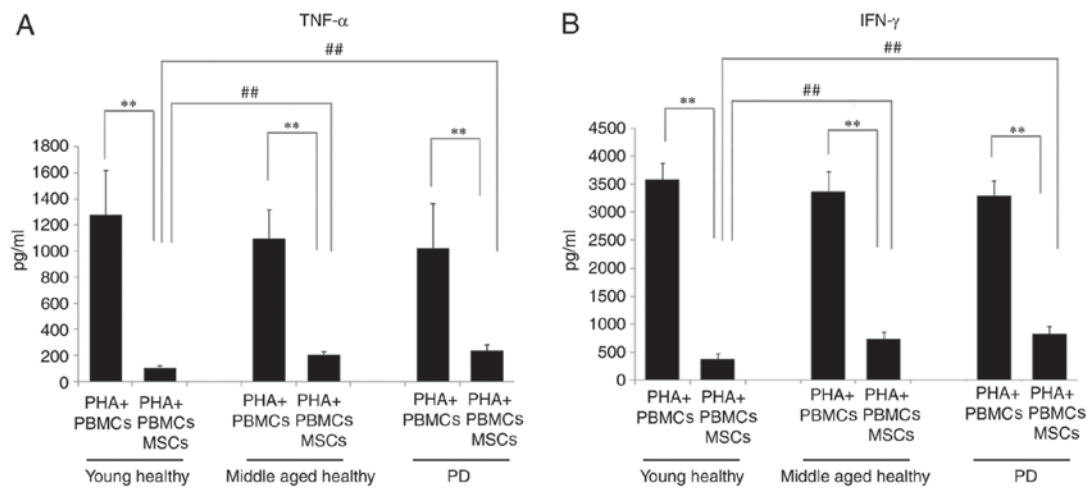 A
TNF-α
##
**
##
**
**
pg/ml
1800
1600
1400
1200
1000
800
600
400
200
0
PHA+
PBMCs
PHA+
PBMCs
MSCs
PHA+
PBMCs
PHA+
PBMCs
MSCs
PHA+
PBMCs
PHA+
PBMCs
MSCs
Young healthy
Middle aged healthy
PD
B
IFN-γ
##
**
##
**
**
pg/ml
4500
4000
3500
3000
2500
2000
1500
1000
500
0
PHA+
PBMCs
PHA+
PBMCs
MSCs
PHA+
PBMCs
PHA+
PBMCs
MSCs
PHA+
PBMCs
PHA+
PBMCs
MSCs
Young healthy
Middle aged healthy
PD